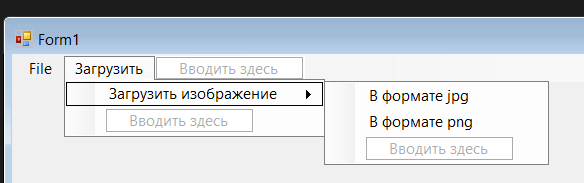 Form1
File Загрузить Вводить здесь
Загрузить изображение
В формате jpg
Вводить здесь
В формате png
Вводить здесь